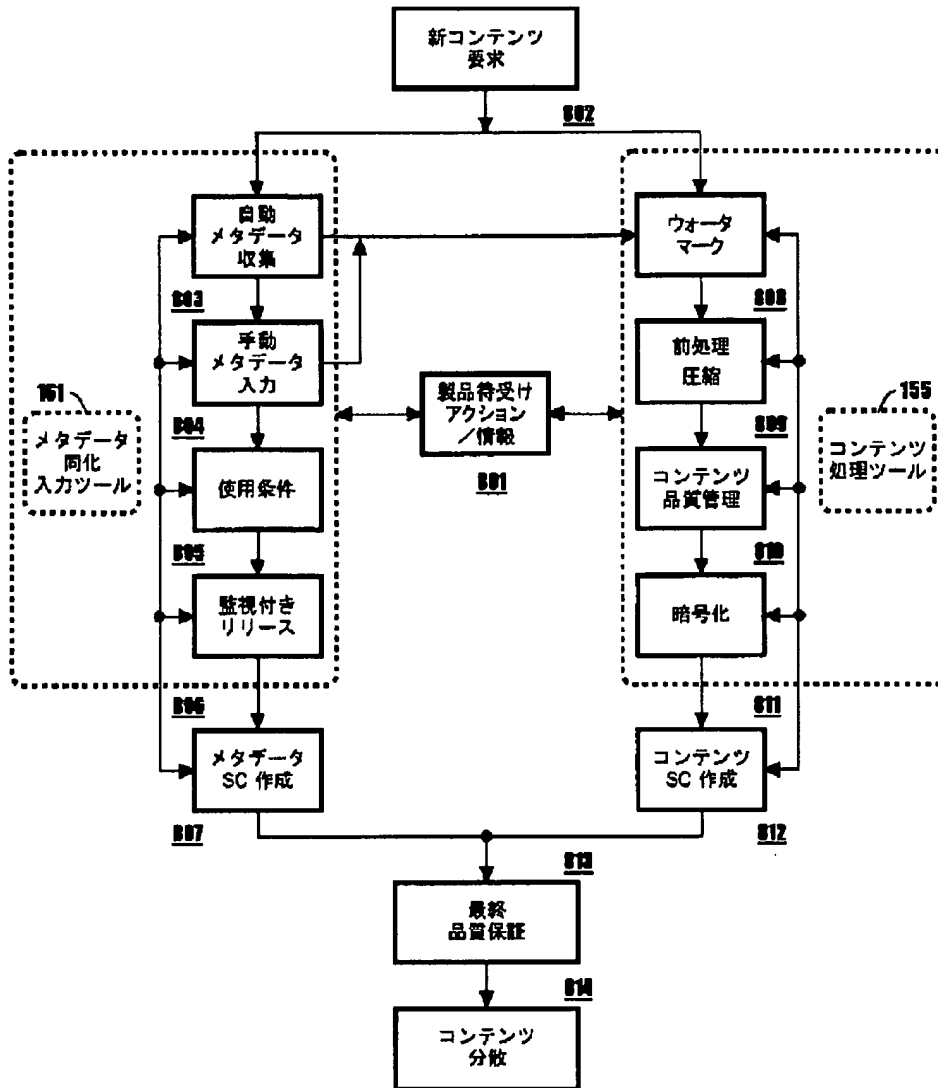 新コンテンツ
要求
802
自動
メタデータ
収集
803
手動
メタデータ
入力
804
使用条件
805
監視付き
リリース
806
メタデータ
SC 作成
807
161
メタデータ
同化
入力ツール
製品待受け
アクション
／情報
801
ウォータ
マーク
808
前処理
圧縮
809
コンテンツ
品質管理
810
暗号化
811
コンテンツ
SC 作成
812
155
コンテンツ
処理ツール
813
最終
品質保証
814
コンテンツ
分散